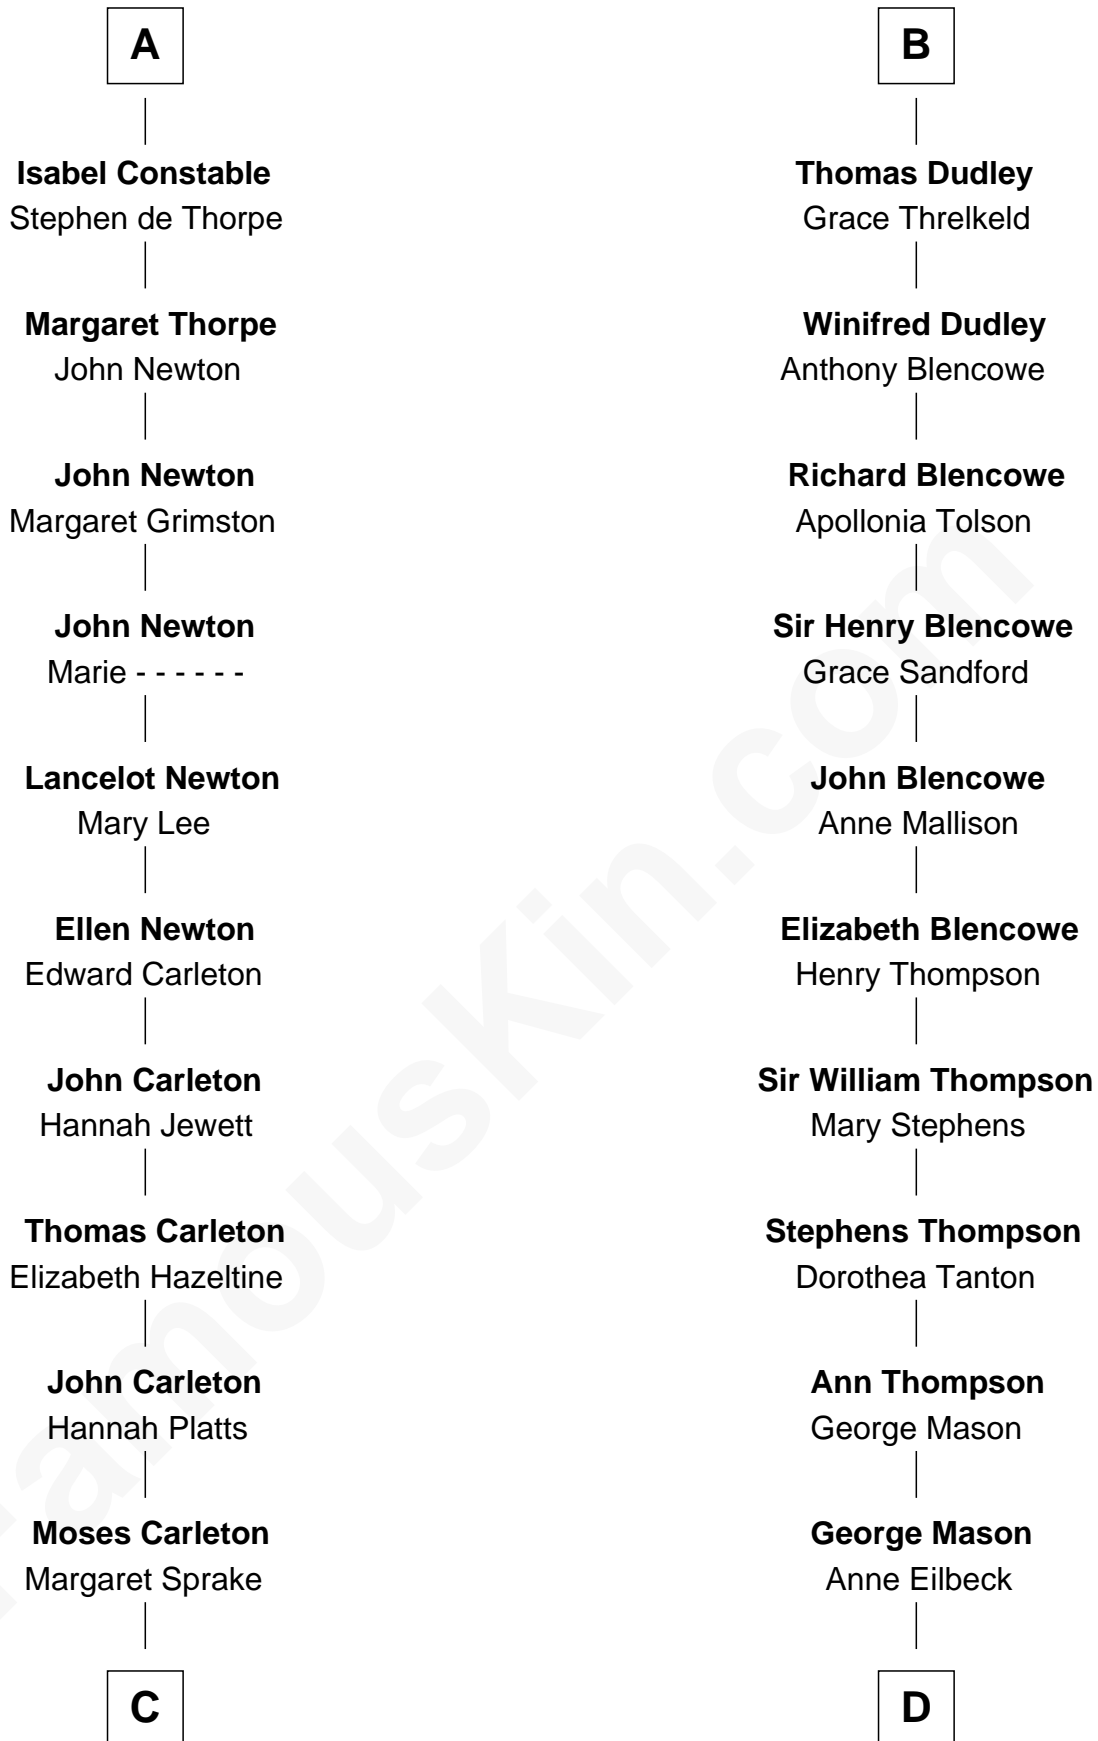 A
Isabel Constable
Stephen de Thorpe
Margaret Thorpe
John Newton
John Newton
Margaret Grimston
John Newton
Marie - - - - - -
Lancelot Newton
Mary Lee
Ellen Newton
Edward Carleton
John Carleton
Hannah Jewett
Thomas Carleton
Elizabeth Hazeltine
John Carleton
Hannah Platts
Moses Carleton
Margaret Sprake
C
B
Thomas Dudley
Grace Threlkeld
Winifred Dudley
Anthony Blencowe
Richard Blencowe
Apollonia Tolson
Sir Henry Blencowe
Grace Sandford
John Blencowe
Anne Mallison
Elizabeth Blencowe
Henry Thompson
Sir William Thompson
Mary Stephens
Stephens Thompson
Dorothea Tanton
Ann Thompson
George Mason
George Mason
Anne Eilbeck
D
FamousKin.com